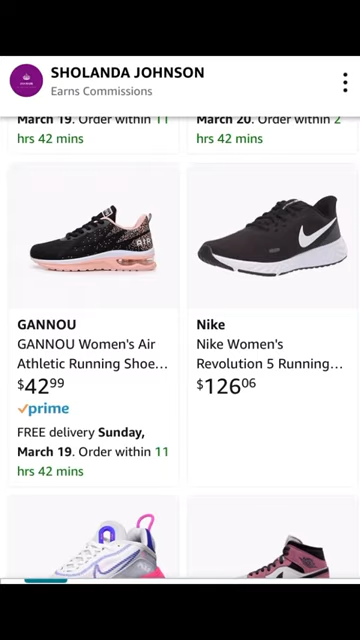 SHOLANDA JOHNSON
Earns Commissions
March 19. Order within 11
hrs 42 mins
March 20. Order within 2
hrs 42 mins
AIR
GANNOU
GANNOU Women's Air
Athletic Running Shoe...
$42.99
prime
FREE delivery Sunday,
March 19. Order within 11
hrs 42 mins
Nike
Nike Women's
Revolution 5 Running...
$126.06